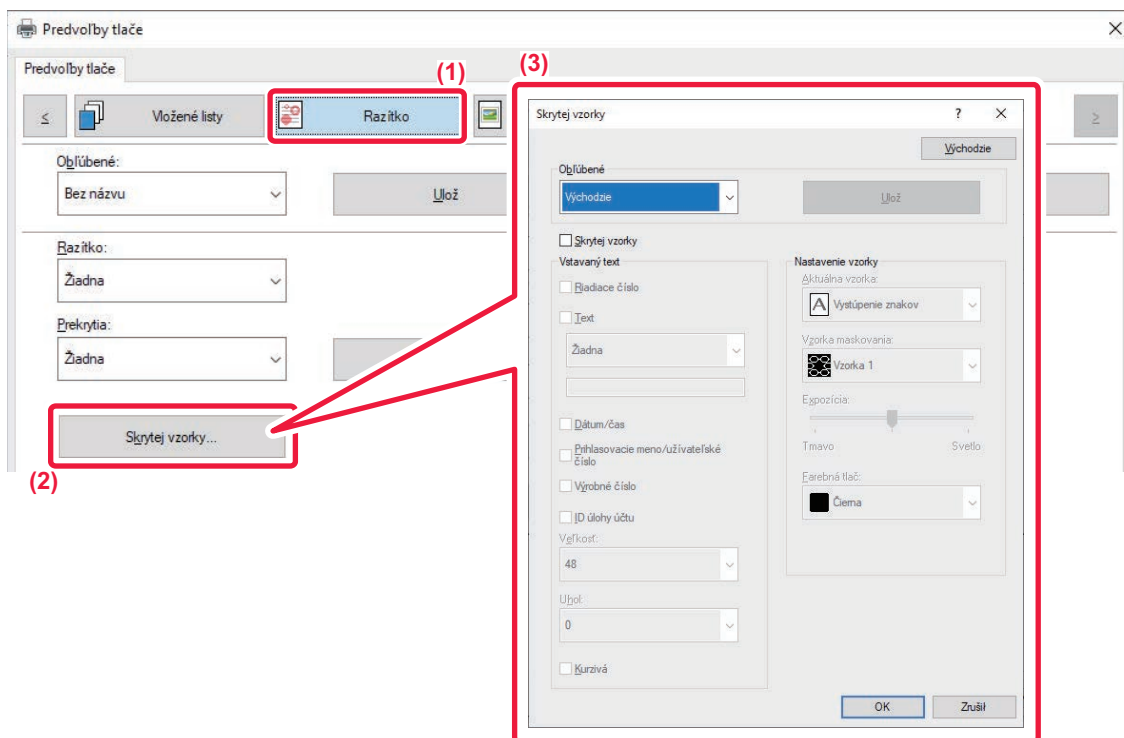 Predvoľby tlače
Predvoľby tlače
(1)
(3)
<
Vložené listy
Razítko
>
Obľúbené:
Bez názvu
Ulož
Razítko:
Žiadna
Prekrytia:
Žiadna
Skrytej vzorky...
(2)
Skrytej vzorky
?
Východzie
Obľúbené
Východzie
Ulož
Skrytej vzorky
Vstavaný text
Riadiace číslo
Text
Žiadna
Dátum/čas
Prihlasovacie meno/užívateľské
číslo
Výrobné číslo
ID úlohy účtu
Veľkosť:
48
Uhol:
0
Kurzivá
Nastavenie vzorky
Aktuálna vzorka:
A Vystúpenie znakov
Vzorka maskovania:
Vzorka 1
Expozícia:
Tmavo Svetlo
Farebná tlač:
Čierna
OK Zrušiť